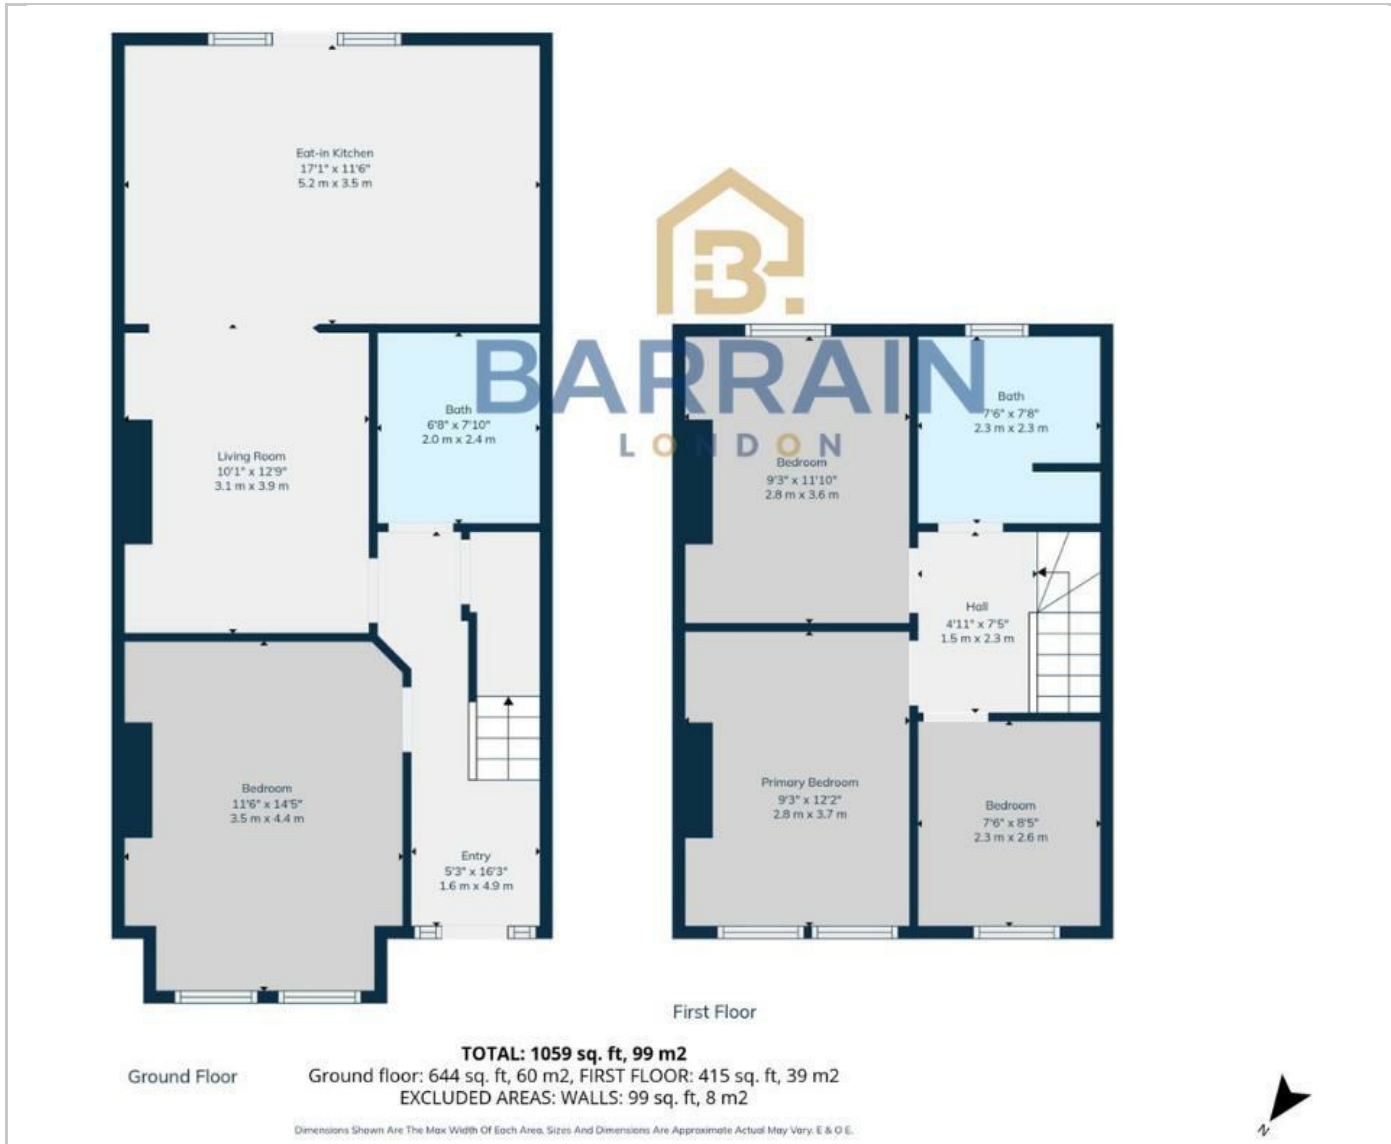 Eat-in Kitchen
17'1" x 11'6"
5.2 m x 3.5 m
Bath
6'8" x 7'10"
2.0 m x 2.4 m
Living Room
10'1" x 12'9"
3.1 m x 3.9 m
Bedroom
11'6" x 14'5"
3.5 m x 4.4 m
Entry
5'3" x 16'3"
1.6 m x 4.9 m
B
BARRAIN
LONDON
Bath
7'6" x 7'8"
2.3 m x 2.3 m
Bedroom
9'3" x 11'10"
2.8 m x 3.6 m
Hall
4'11" x 7'5"
1.5 m x 2.3 m
Primary Bedroom
9'3" x 12'2"
2.8 m x 3.7 m
Bedroom
7'6" x 8'5"
2.3 m x 2.6 m
First Floor
Ground Floor
TOTAL: 1059 sq. ft, 99 m2
Ground floor: 644 sq. ft, 60 m2, FIRST FLOOR: 415 sq. ft, 39 m2
EXCLUDED AREAS: WALLS: 99 sq. ft, 8 m2
Dimensions Shown Are The Max Width Of Each Area, Sizes And Dimensions Are Approximate Actual May Vary. E & O E.
N